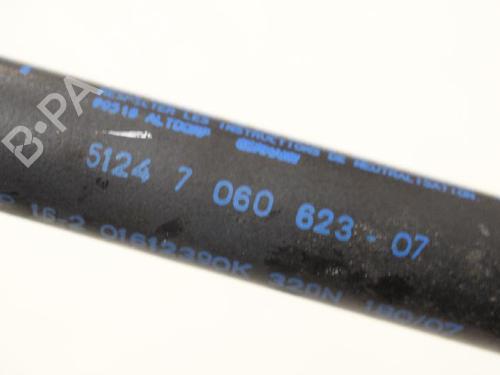 RESPECTER LES INSTRUCTIONS DE NEUTRALISATION
90518 ALTDORF GERMANY
5124 7 060 623-07
16-2 01612390K 320N 180/07
B-PA